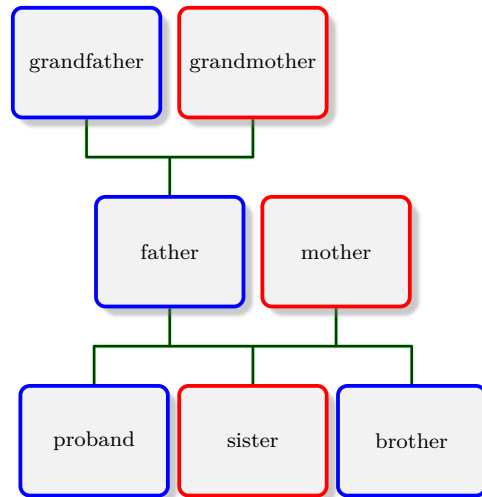 grandfather
grandmother
father
mother
proband
sister
brother